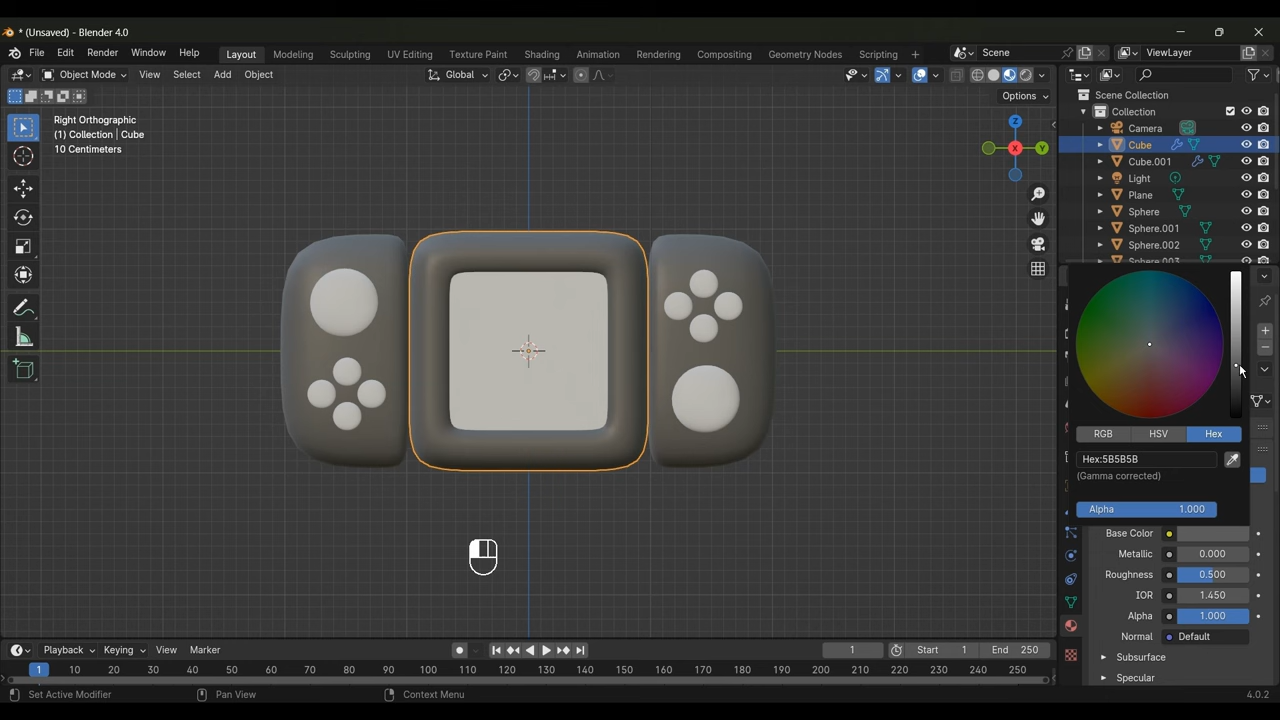 * (Unsaved) - Blender 4.0
File Edit Render Window Help Layout Modeling Sculpting UV Editing Texture Paint Shading Animation Rendering Compositing Geometry Nodes Scripting + Scene ViewLayer
Object Mode View Select Add Object Global
Options
Right Orthographic
(1) Collection | Cube
10 Centimeters
Z
X
Y
Scene Collection
Collection
Camera
Cube
Cube.001
Light
Plane
Sphere
Sphere.001
Sphere.002
Sphere.003
RGB HSV Hex
Hex:5B5B5B
(Gamma corrected)
Alpha 1.000
Base Color
Metallic 0.000
Roughness 0.500
IOR 1.450
Alpha 1.000
Normal Default
Subsurface
Specular
Playback Keying View Marker 1 Start 1 End 250
1 10 20 30 40 50 60 70 80 90 100 110 120 130 140 150 160 170 180 190 200 210 220 230 240 250
Set Active Modifier Pan View Context Menu 4.0.2